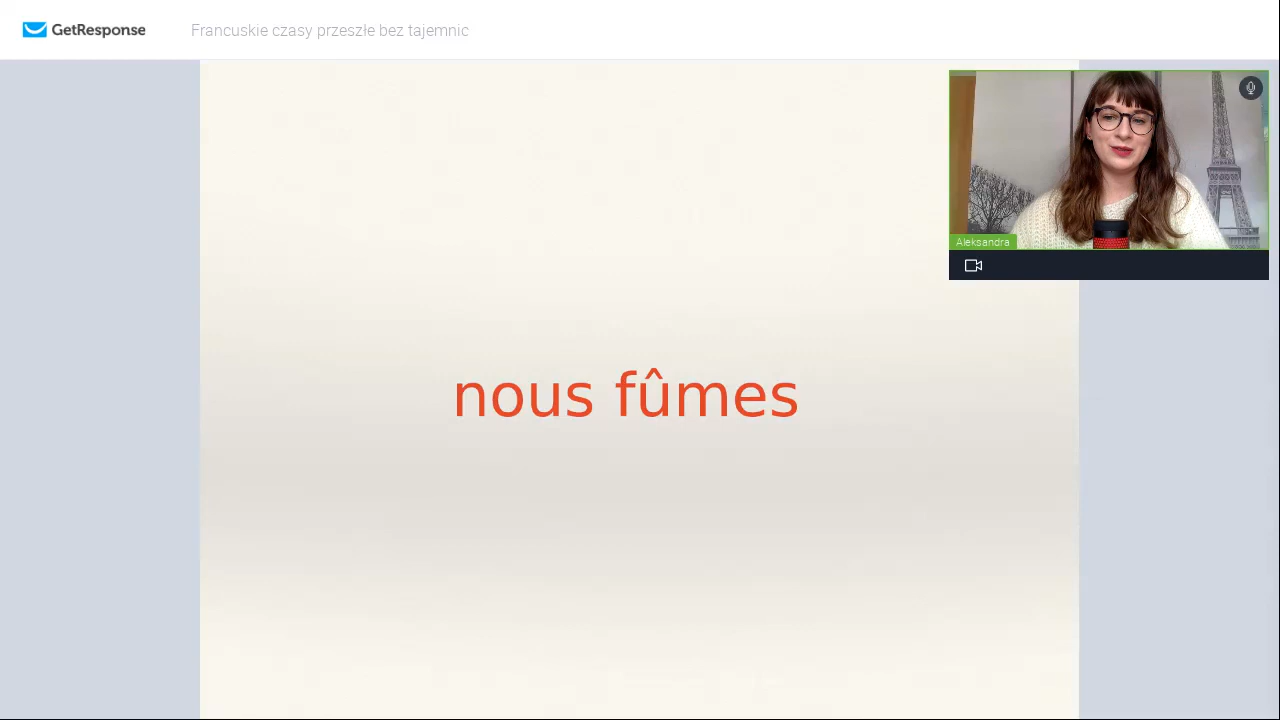 GetResponse
Francuskie czasy przeszłe bez tajemnic
Aleksandra
nous fûmes